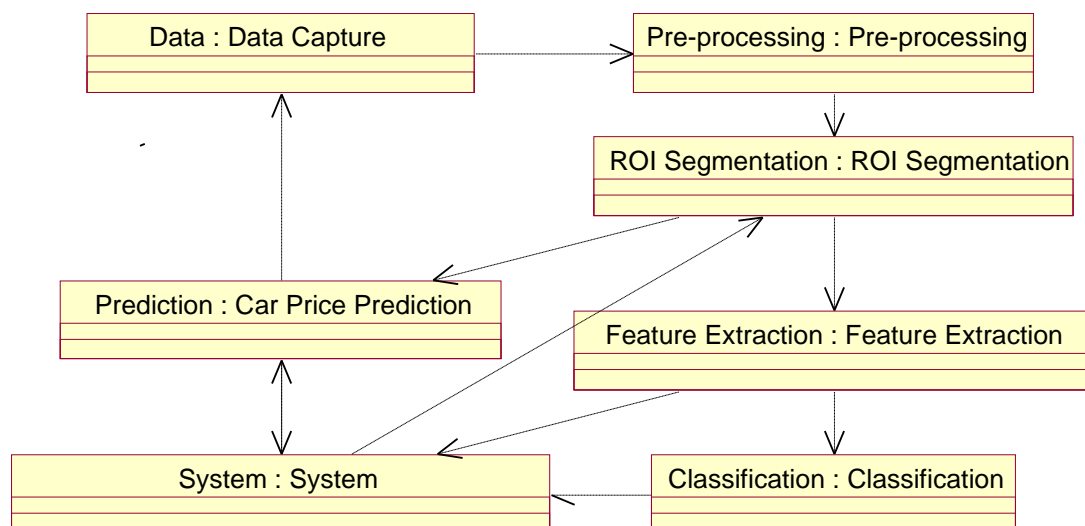 Data : Data Capture
Pre-processing : Pre-processing
ROI Segmentation : ROI Segmentation
Prediction : Car Price Prediction
Feature Extraction : Feature Extraction
System : System
Classification : Classification